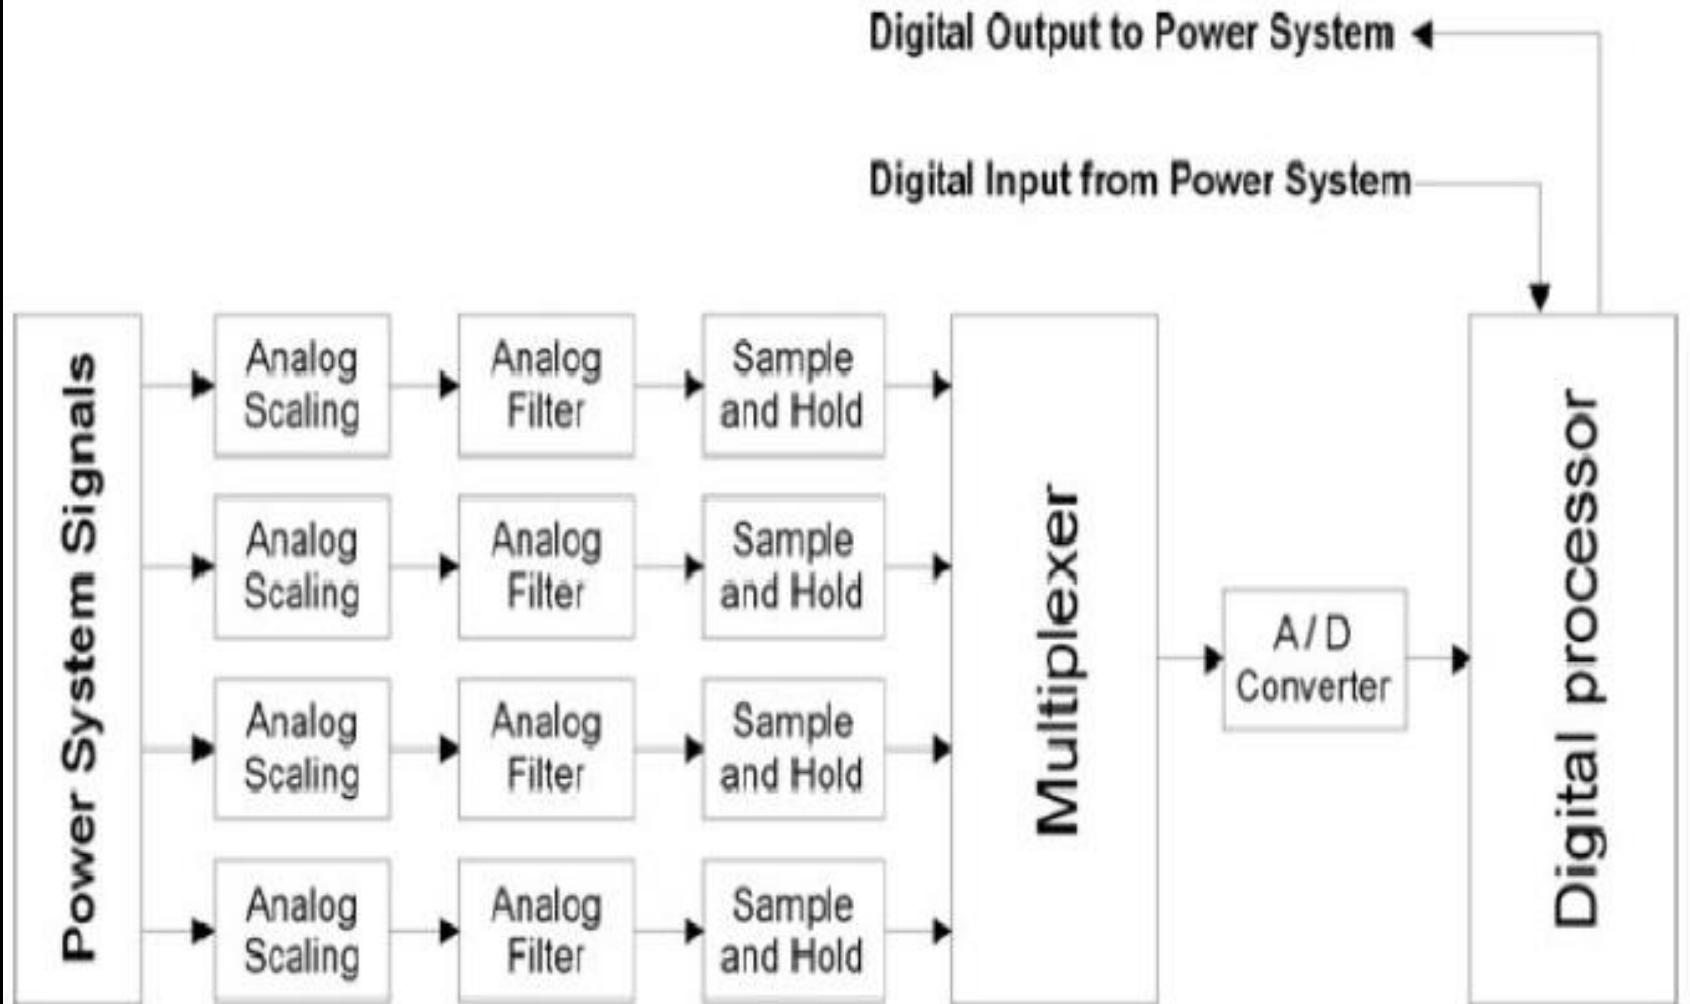 Digital Output to Power System
Digital Input from Power System
Power System Signals
Analog
Scaling
Analog
Filter
Sample
and Hold
Analog
Scaling
Analog
Filter
Sample
and Hold
Analog
Scaling
Analog
Filter
Sample
and Hold
Analog
Scaling
Analog
Filter
Sample
and Hold
Multiplexer
A / D
Converter
Digital processor